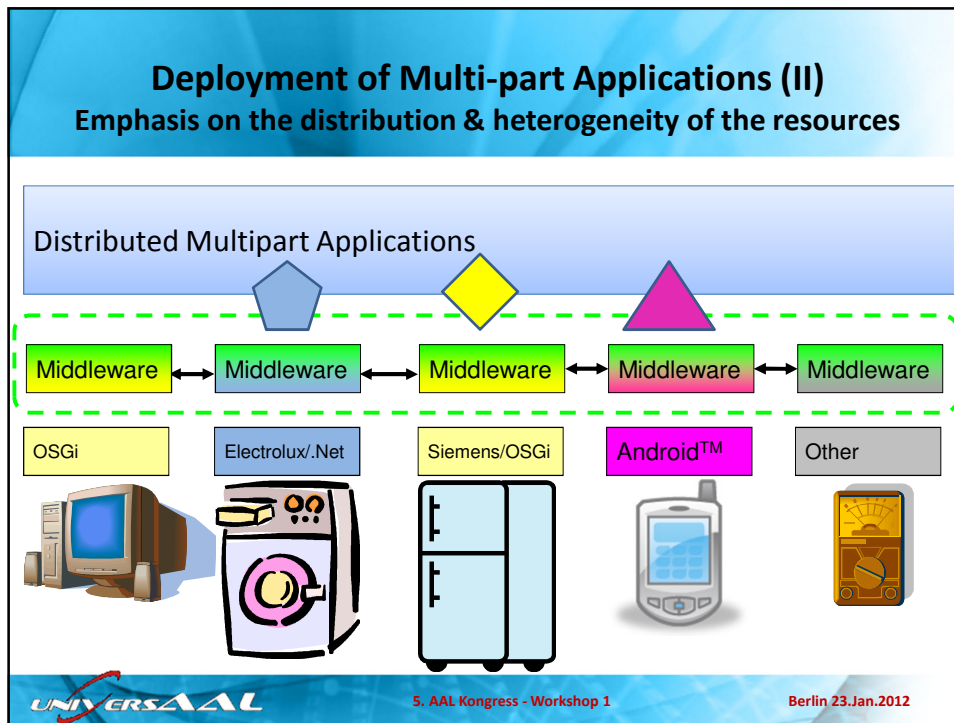 Deployment of Multi-part Applications (II)
Emphasis on the distribution & heterogeneity of the resources
Distributed Multipart Applications
Middleware
Middleware
Middleware
Middleware
Middleware
OSGi
Electrolux/.Net
Siemens/OSGi
Android™
Other
UNIVERSAAL
5. AAL Kongress - Workshop 1
Berlin 23.Jan.2012